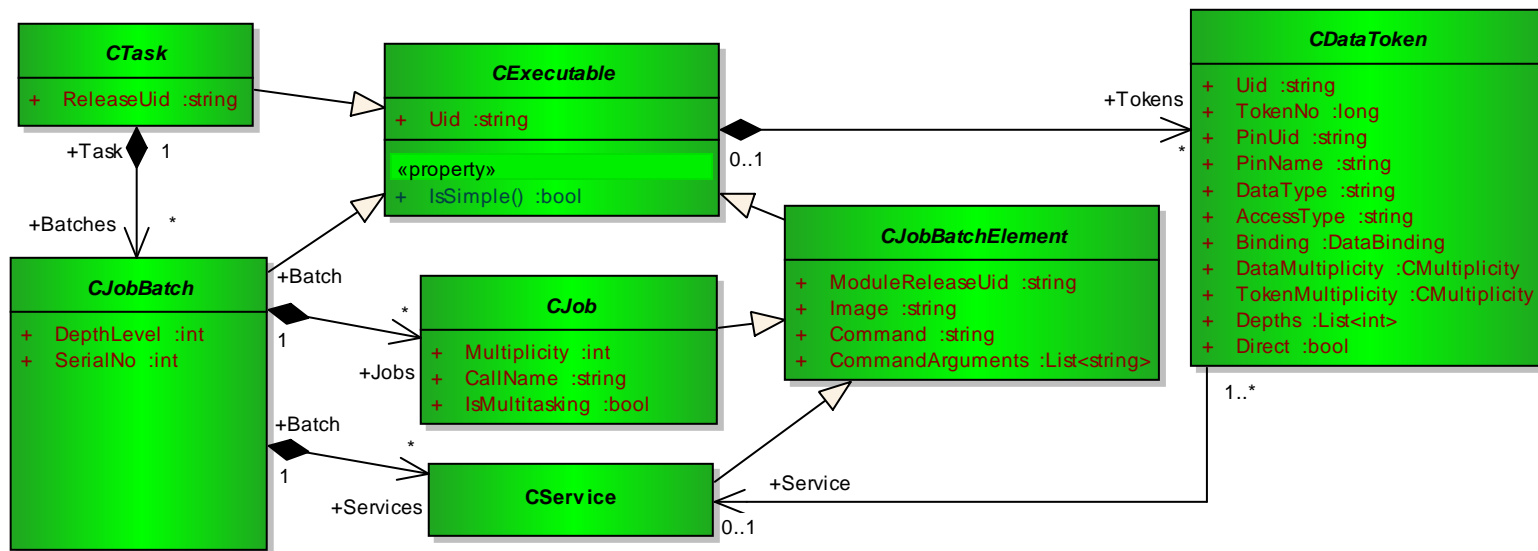 CTask
+ ReleaseUid :string
+Task 1
+Batches *
CJobBatch
+ DepthLevel :int
+ SerialNo :int
CExecutable
+ Uid :string
«property»
+ IsSimple() :bool
0..1
+Tokens
*
+Batch
1
*
+Jobs
CJob
+ Multiplicity :int
+ CallName :string
+ IsMultitasking :bool
+Batch
1
*
+Services
CService
CJobBatchElement
+ ModuleReleaseUid :string
+ Image :string
+ Command :string
+ CommandArguments :List<string>
CDataToken
+ Uid :string
+ TokenNo :long
+ PinUid :string
+ PinName :string
+ DataType :string
+ AccessType :string
+ Binding :DataBinding
+ DataMultiplicity :CMultiplicity
+ TokenMultiplicity :CMultiplicity
+ Depths :List<int>
+ Direct :bool
1..*
+Service
0..1